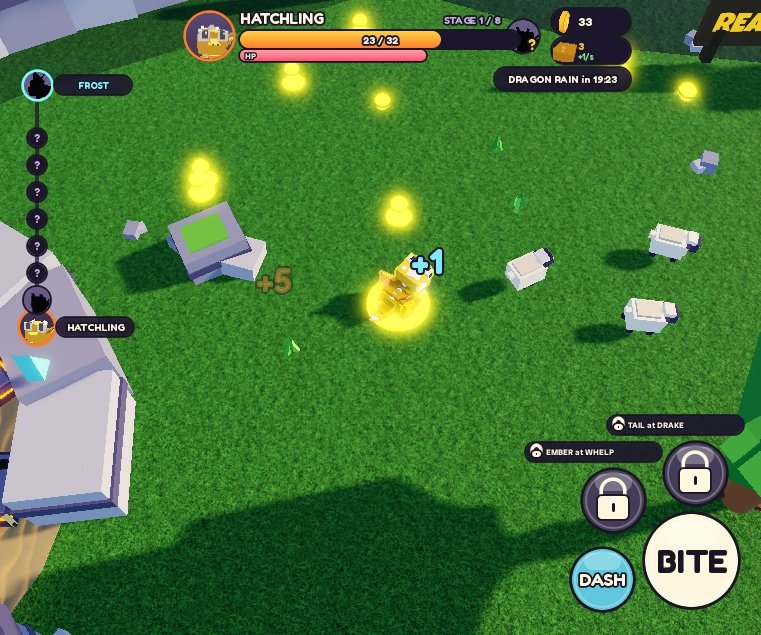 HATCHLING
STAGE 1 / 8
23 / 32
?
HP
33
3
+1/s
DRAGON RAIN in 19:23
REA
FROST
?
?
?
?
?
?
HATCHLING
+1
+5
TAIL at DRAKE
EMBER at WHELP
BITE
DASH